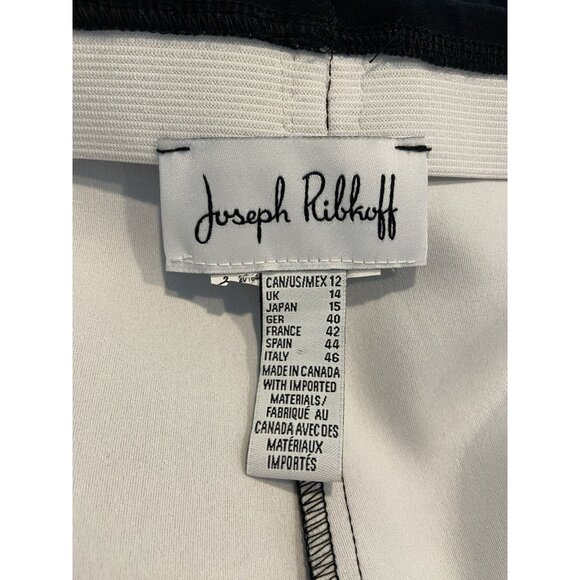 Joseph Ribkoff
2
CAN/US/MEX 12
UK 14
JAPAN 15
GER 40
FRANCE 42
SPAIN 44
ITALY 46
MADE IN CANADA
WITH IMPORTED
MATERIALS/
FABRIQUÉ AU
CANADA AVEC DES
MATÉRIAUX
IMPORTÉS